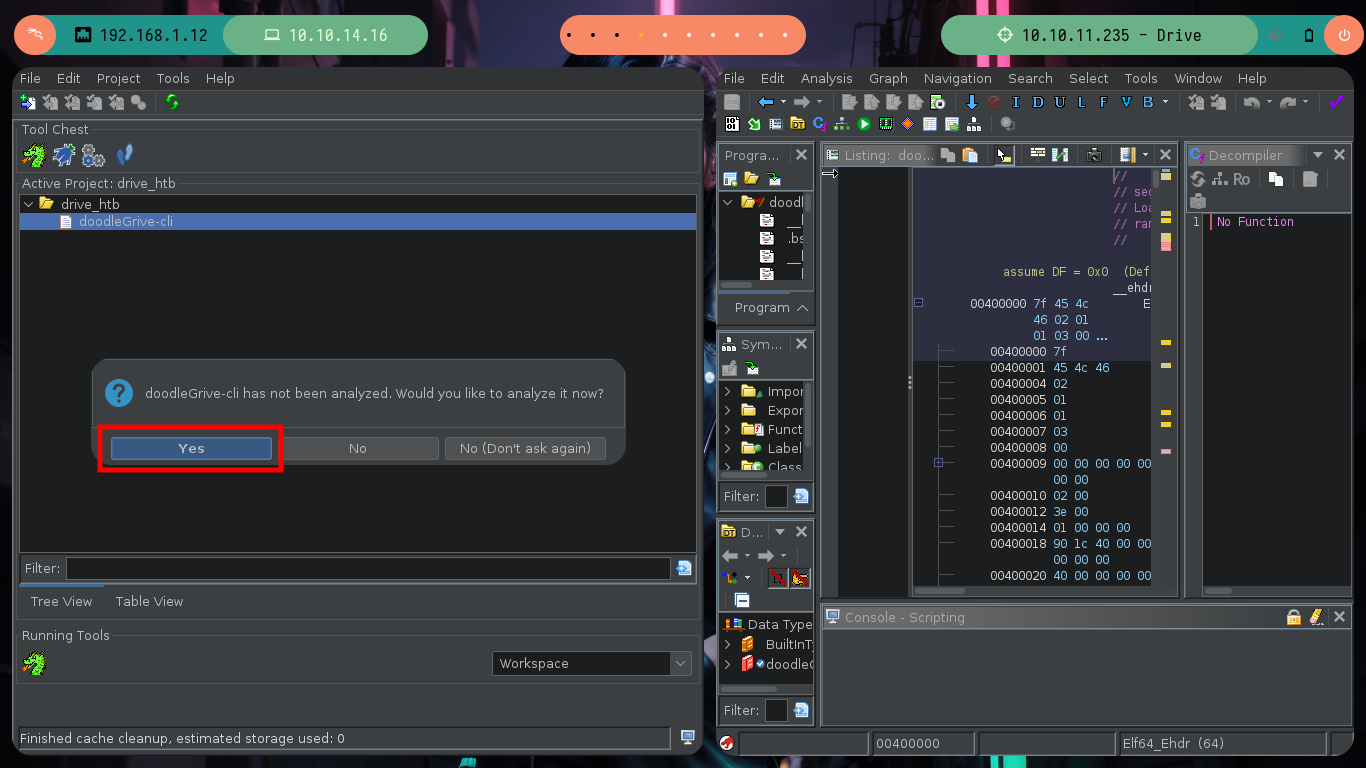 192.168.1.12
10.10.14.16
10.10.11.235 - Drive
File Edit Project Tools Help
Tool Chest
Active Project: drive_htb
drive_htb
doodleGrive-cli
doodleGrive-cli has not been analyzed. Would you like to analyze it now?
Yes
No
No (Don't ask again)
Filter:
Tree View
Table View
Running Tools
Workspace
Finished cache cleanup, estimated storage used: 0
File Edit Analysis Graph Navigation Search Select Tools Window Help
I D U L F V B
Progra...
doodl
.bs
Program
Sym...
Impor
Expor
Funct
Label
Class
Filter:
D...
Data Type
BuiltInTy
doodleG
Filter:
Listing: doo...
//
// seg
// Loa
// ran
//
assume DF = 0x0 (Def
__ehdr
00400000 7f 45 4c E
46 02 01
01 03 00 ...
00400000 7f
00400001 45 4c 46
00400004 02
00400005 01
00400006 01
00400007 03
00400008 00
00400009 00 00 00 00 00
00 00
00400010 02 00
00400012 3e 00
00400014 01 00 00 00
00400018 90 1c 40 00 00
00 00 00
00400020 40 00 00 00 00
Decompiler
Ro
1 No Function
Console - Scripting
00400000
Elf64_Ehdr (64)